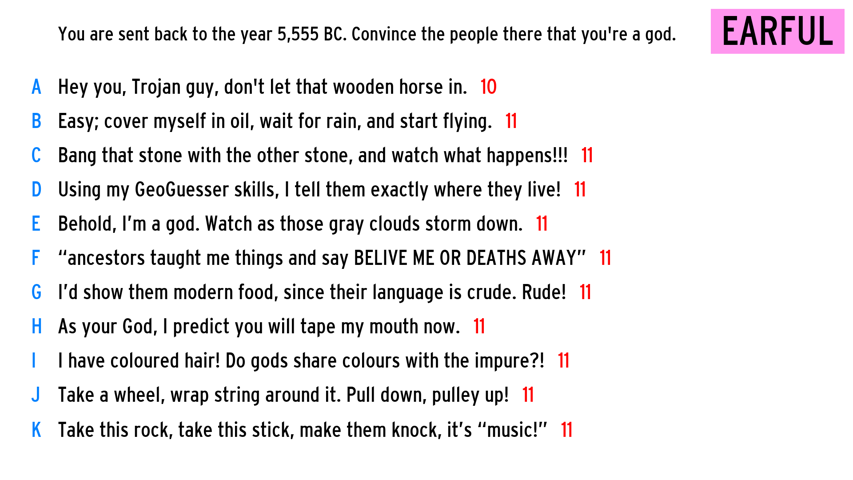 You are sent back to the year 5,555 BC. Convince the people there that you're a god.
EARFUL
A Hey you, Trojan guy, don't let that wooden horse in. 10
B Easy; cover myself in oil, wait for rain, and start flying. 11
C Bang that stone with the other stone, and watch what happens!!! 11
D Using my GeoGuesser skills, I tell them exactly where they live! 11
E Behold, I'm a god. Watch as those gray clouds storm down. 11
F “ancestors taught me things and say BELIVE ME OR DEATHS AWAY” 11
G I'd show them modern food, since their language is crude. Rude! 11
H As your God, I predict you will tape my mouth now. 11
I I have coloured hair! Do gods share colours with the impure?! 11
J Take a wheel, wrap string around it. Pull down, pulley up! 11
K Take this rock, take this stick, make them knock, it's “music!” 11